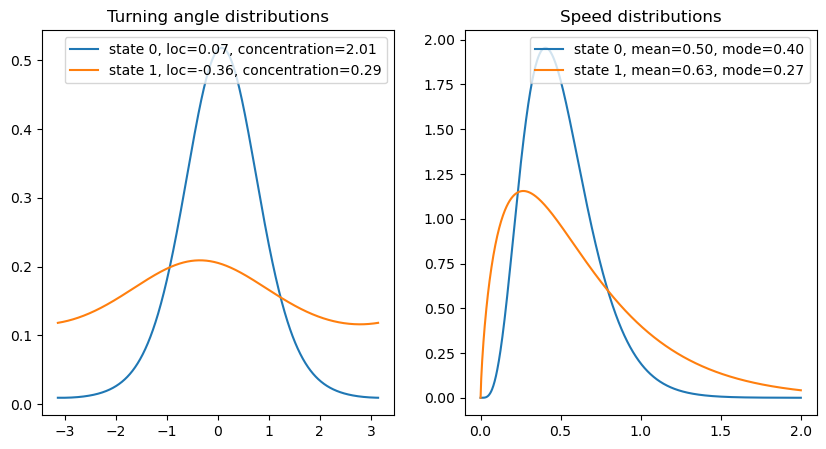 Turning angle distributions
state 0, loc=0.07, concentration=2.01
state 1, loc=-0.36, concentration=0.29
0.5
0.4
0.3
0.2
0.1
0.0
−3 −2 −1 0 1 2 3
Speed distributions
state 0, mean=0.50, mode=0.40
state 1, mean=0.63, mode=0.27
2.00
1.75
1.50
1.25
1.00
0.75
0.50
0.25
0.00
0.0 0.5 1.0 1.5 2.0